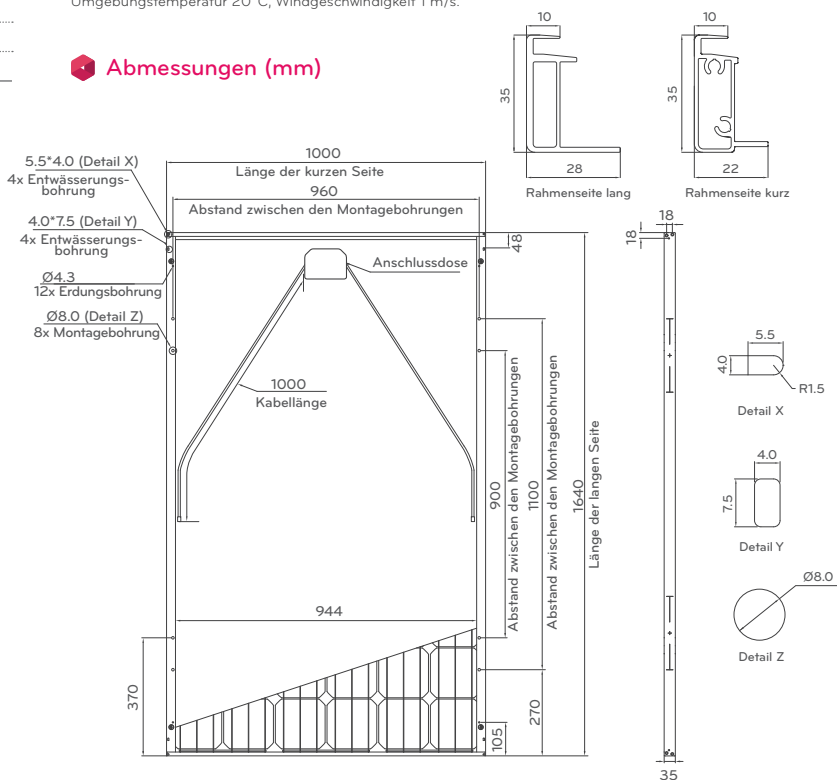 Umgebungstemperatur 20°C, Windgeschwindigkeit 1 m/s.
Abmessungen (mm)
10
35
28
Rahmenseite lang
10
35
22
Rahmenseite kurz
1000
Länge der kurzen Seite
960
Abstand zwischen den Montagebohrungen
5.5*4.0 (Detail X)
4x Entwässerungs-
bohrung
4.0*7.5 (Detail Y)
4x Entwässerungs-
bohrung
Ø4.3
12x Erdungsbohrung
Ø8.0 (Detail Z)
8x Montagebohrung
48
Anschlussdose
1000
Kabellänge
900
Abstand zwischen den Montagebohrungen
1100
Abstand zwischen den Montagebohrungen
1640
Länge der langen Seite
944
370
270
105
18
18
35
5.5
4.0
R1.5
Detail X
4.0
7.5
Detail Y
Ø8.0
Detail Z